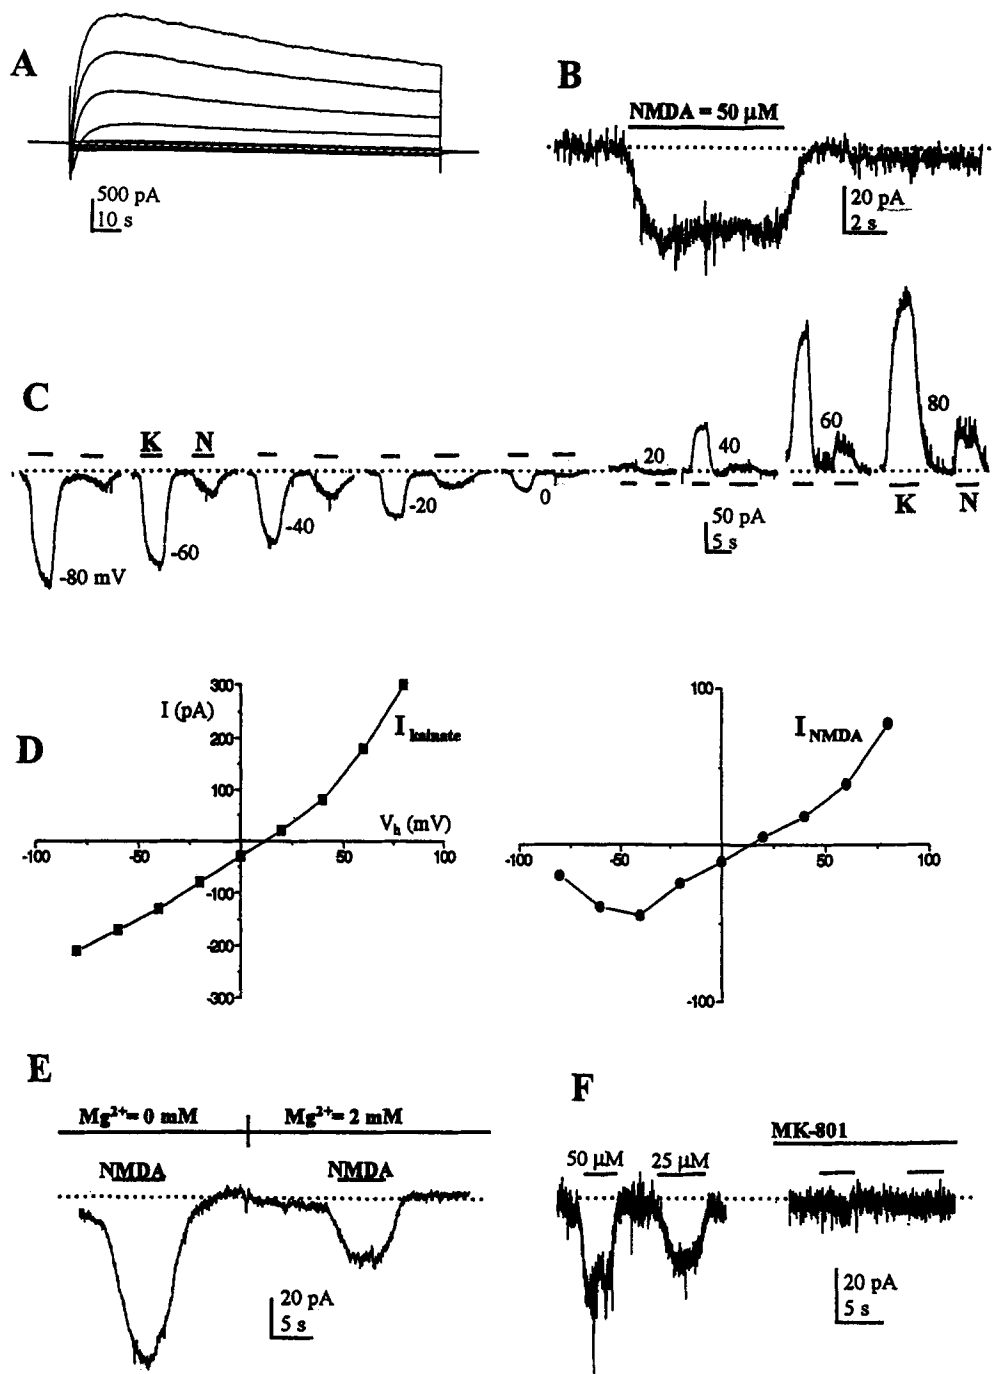 A
500 pA
10 s
B
NMDA = 50 μM
20 pA
2 s
C
K N
-80 mV
-60
-40
-20
0
20
40
60
80
K N
50 pA
5 s
D
I (pA)
300
200
100
-100
-200
-300
-100 -50 50 100
V_h (mV)
I kainate
100
-100
-100 -50 50 100
I NMDA
E
Mg²⁺= 0 mM Mg²⁺= 2 mM
NMDA NMDA
20 pA
5 s
F
MK-801
50 μM 25 μM
20 pA
5 s